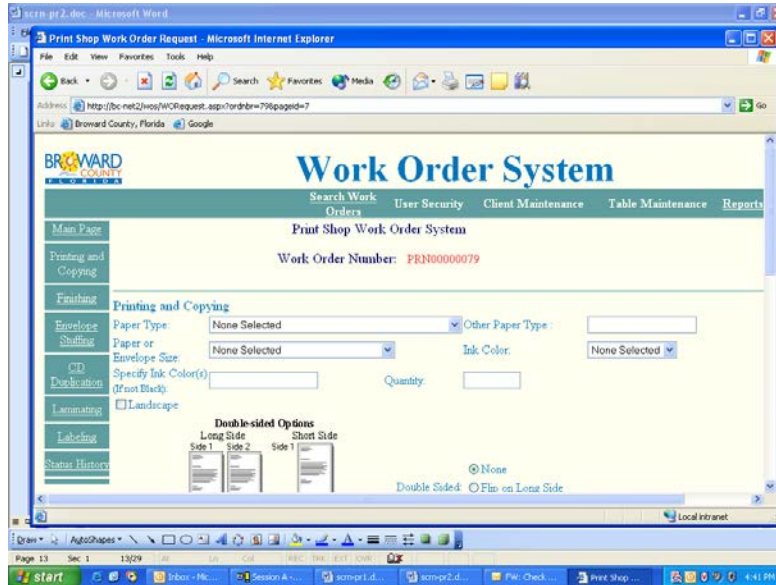 scrn-pr2.doc - Microsoft Word
Print Shop Work Order Request - Microsoft Internet Explorer
File Edit View Favorites Tools Help
Back Search Favorites Media
Address http://bc-net2/wos/WORequest.aspx?ordnbr=79&pageid=7 Go
Links Broward County, Florida Google
BROWARD
COUNTY
FLORIDA
Work Order System
Search Work Orders User Security Client Maintenance Table Maintenance Reports
Main Page
Print Shop Work Order System
Printing and Copying
Work Order Number: PRN00000079
Finishing
Printing and Copying
Envelope Stuffing
Paper Type: None Selected Other Paper Type :
Paper or Envelope Size: None Selected Ink Color: None Selected
CD Duplication
Specify Ink Color(s) (If not Black): Quantity:
Laminating
Landscape
Labeling
Double-sided Options
Long Side Short Side
Side 1 Side 2 Side 1
Status History
None
Double Sided: Flip on Long Side
Local intranet
Draw AutoShapes
Page 13 Sec 1 13/29 At Ln Col REC TRK EXT OVR
start Inbox - Mic... Session A -... scrn-pr1.d... scrn-pr2.d... FW: Check ... Print Shop ... 4:41 PM